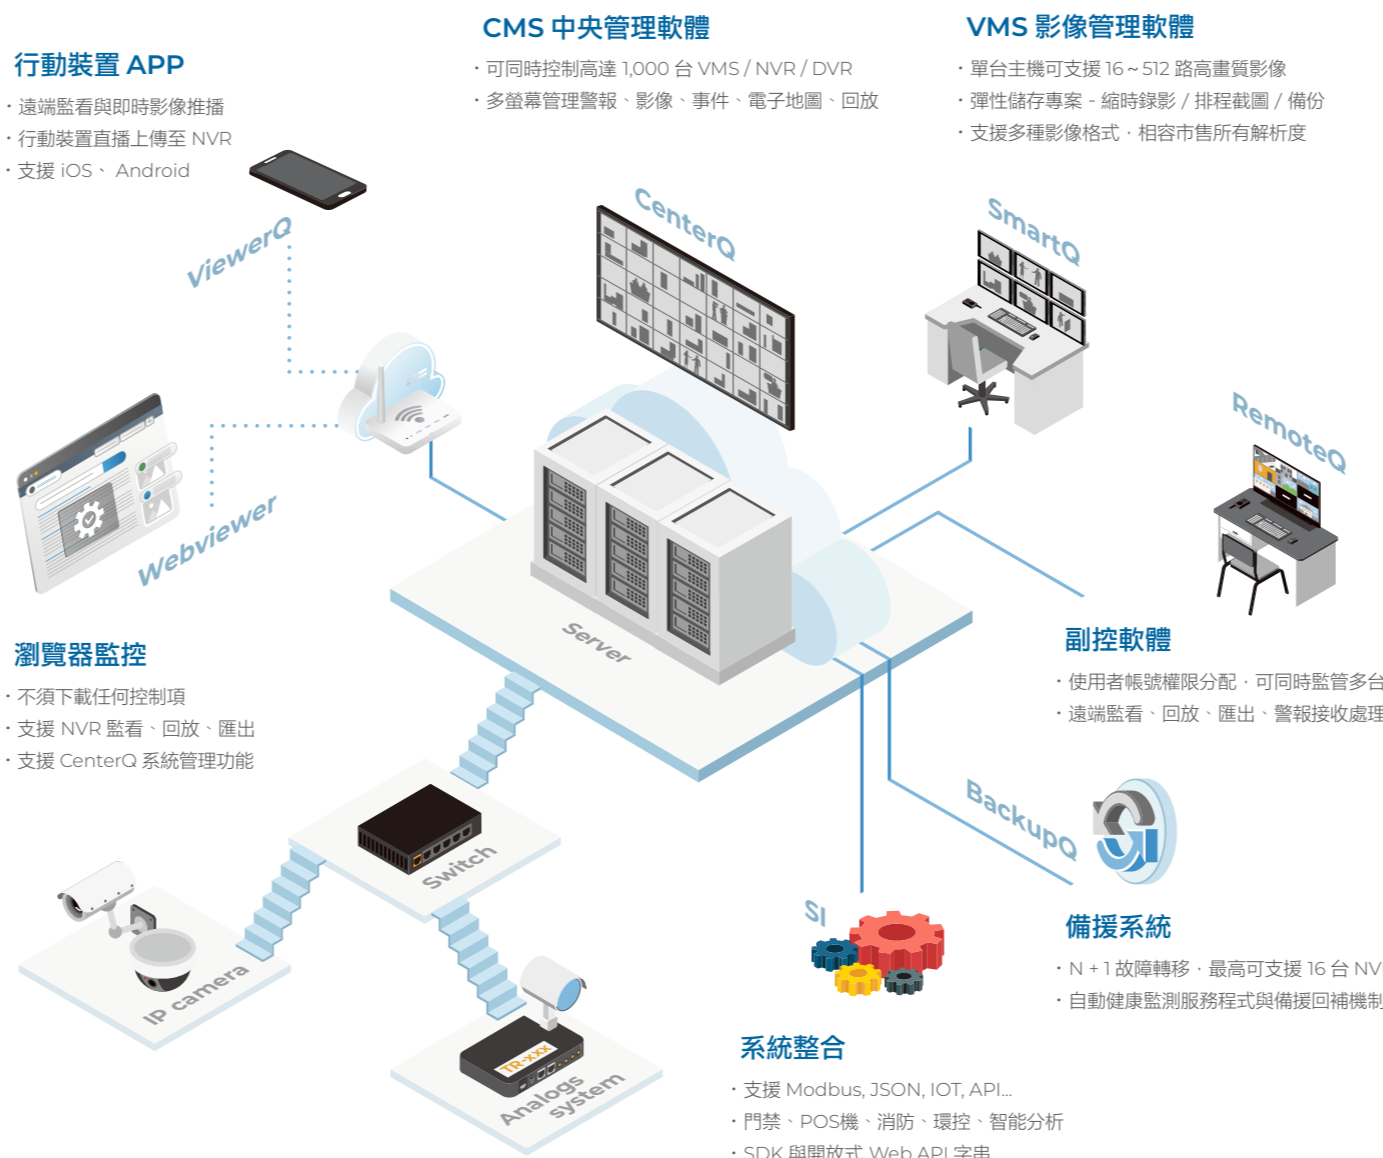 行動裝置 APP
・遠端監看與即時影像推播
・行動裝置直播上傳至 NVR
・支援 iOS、 Android
CMS 中央管理軟體
・可同時控制高達 1,000 台 VMS / NVR / DVR
・多螢幕管理警報、影像、事件、電子地圖、回放
VMS 影像管理軟體
・單台主機可支援 16 ~ 512 路高畫質影像
・彈性儲存專案 - 縮時錄影 / 排程截圖 / 備份
・支援多種影像格式，相容市售所有解析度
ViewerQ
CenterQ
SmartQ
RemoteQ
Webviewer
Server
瀏覽器監控
・不須下載任何控制項
・支援 NVR 監看、回放、匯出
・支援 CenterQ 系統管理功能
副控軟體
・使用者帳號權限分配，可同時監管多台
・遠端監看、回放、匯出、警報接收處理
Switch
BackupQ
IP camera
SI
備援系統
・N + 1 故障轉移，最高可支援 16 台 NV
・自動健康監測服務程式與備援回補機制
TR-xxx
Analogs system
系統整合
・支援 Modbus, JSON, IOT, API...
・門禁、POS機、消防、環控、智能分析
・SDK 與開放式 Web API 字串